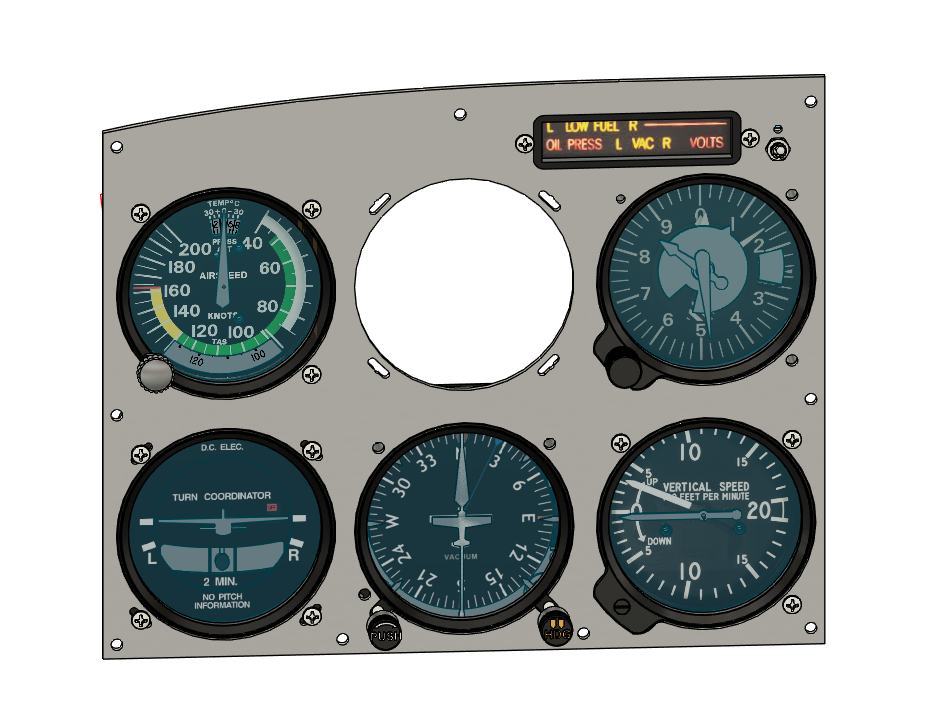 L LOW FUEL R
OIL PRESS L VAC R VOLTS
TEMP°C
30+0-30
PRESS
ALT
200
40
180
AIRSPEED
60
160
140
KNOTS
80
120
100
TAS
120
100
0
9
1
8
2
7
3
6
4
5
D.C. ELEC.
TURN COORDINATOR
L
R
2 MIN.
NO PITCH
INFORMATION
N
33
3
30
6
W
E
24
12
VACUUM
21
15
S
10
5
15
UP
VERTICAL SPEED
FEET PER MINUTE
0
20
DOWN
5
15
10
PUSH
HDG